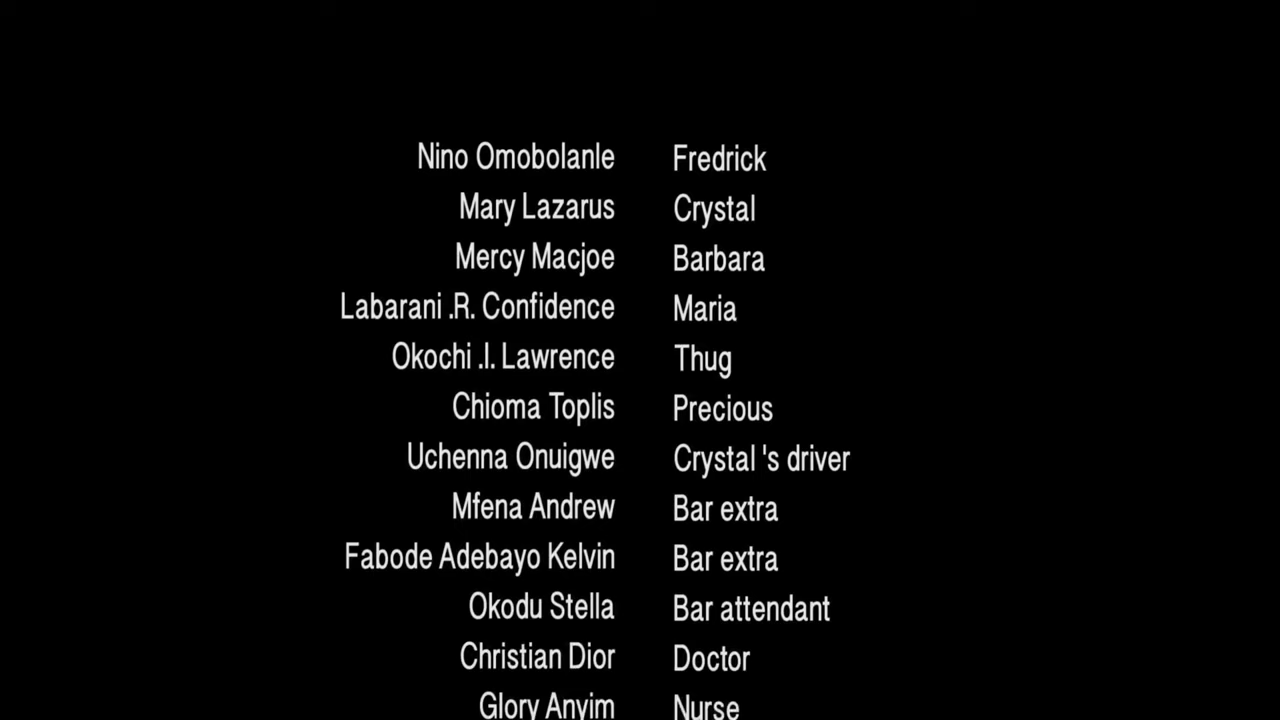 Nino Omobolanle Fredrick
Mary Lazarus Crystal
Mercy Macjoe Barbara
Labarani .R. Confidence Maria
Okochi .I. Lawrence Thug
Chioma Toplis Precious
Uchenna Onuigwe Crystal 's driver
Mfena Andrew Bar extra
Fabode Adebayo Kelvin Bar extra
Okodu Stella Bar attendant
Christian Dior Doctor
Glory Anyim Nurse